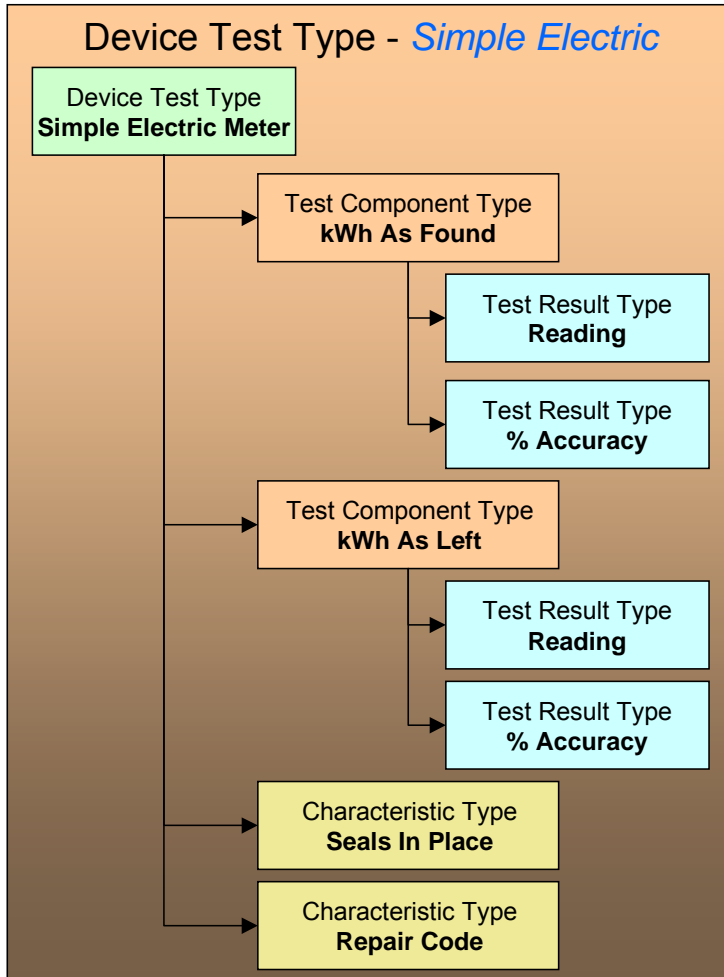 Device Test Type - Simple Electric
Device Test Type
Simple Electric Meter
Test Component Type
kWh As Found
Test Result Type
Reading
Test Result Type
% Accuracy
Test Component Type
kWh As Left
Test Result Type
Reading
Test Result Type
% Accuracy
Characteristic Type
Seals In Place
Characteristic Type
Repair Code